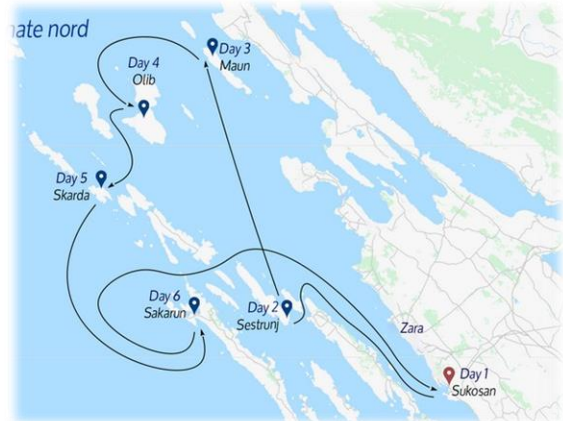 nate nord
Day 3
Maun
Day 4
Olib
Day 5
Skarda
Day 6
Sakarun
Day 2
Sestrunj
Zara
Day 1
Sukosan